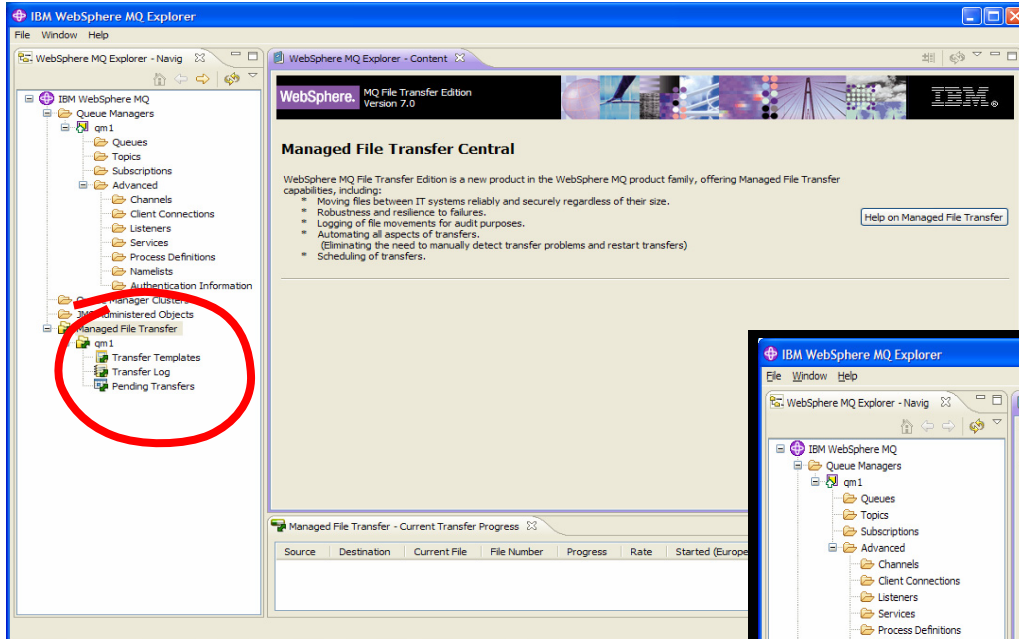 IBM WebSphere MQ Explorer
File Window Help
WebSphere MQ Explorer - Navig
IBM WebSphere MQ
Queue Managers
qm1
Queues
Topics
Subscriptions
Advanced
Channels
Client Connections
Listeners
Services
Process Definitions
Namelists
Authentication Information
Queue Manager Clusters
JMS Administered Objects
Managed File Transfer
qm1
Transfer Templates
Transfer Log
Pending Transfers
WebSphere MQ Explorer - Content
WebSphere. MQ File Transfer Edition
Version 7.0
IBM®
Managed File Transfer Central
WebSphere MQ File Transfer Edition is a new product in the WebSphere MQ product family, offering Managed File Transfer
capabilities, including:
* Moving files between IT systems reliably and securely regardless of their size.
* Robustness and resilience to failures.
* Logging of file movements for audit purposes.
* Automating all aspects of transfers.
(Eliminating the need to manually detect transfer problems and restart transfers)
* Scheduling of transfers.
Help on Managed File Transfer
Managed File Transfer - Current Transfer Progress
Source Destination Current File File Number Progress Rate Started (Europe
IBM WebSphere MQ Explorer
File Window Help
WebSphere MQ Explorer - Navig
IBM WebSphere MQ
Queue Managers
qm1
Queues
Topics
Subscriptions
Advanced
Channels
Client Connections
Listeners
Services
Process Definitions